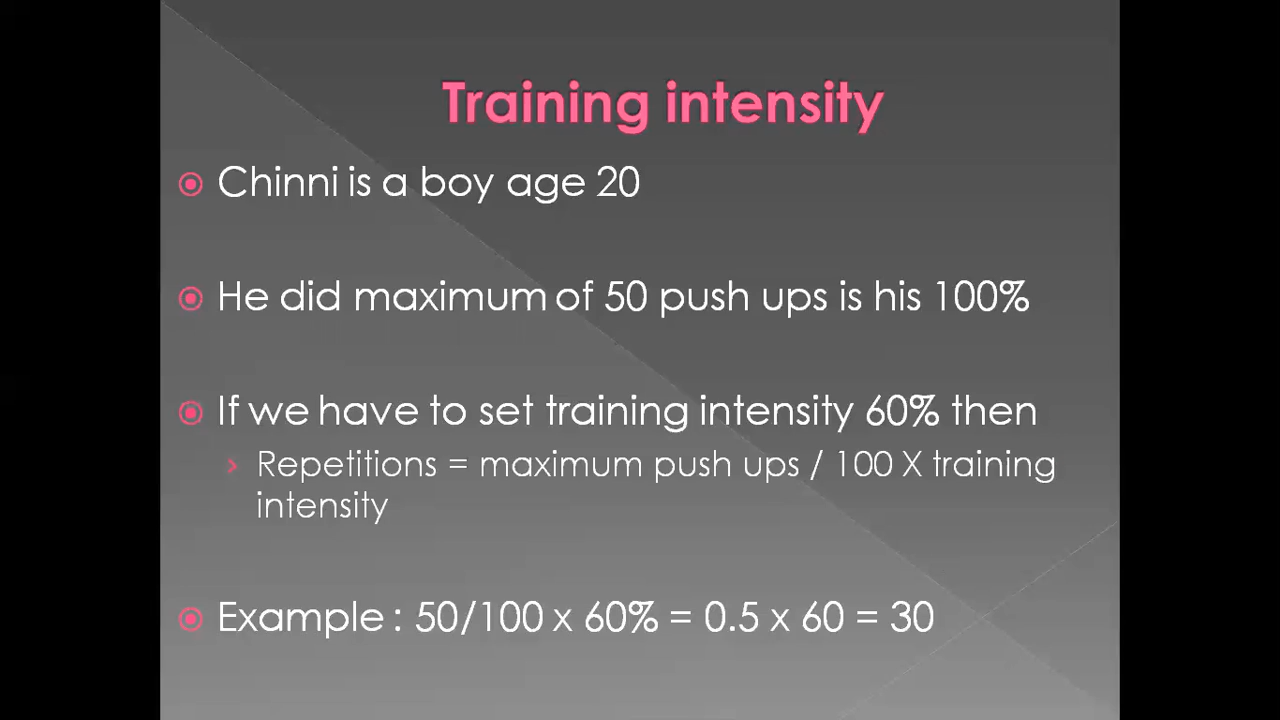 Training intensity
Chinni is a boy age 20
He did maximum of 50 push ups is his 100%
If we have to set training intensity 60% then
Repetitions = maximum push ups / 100 X training
intensity
Example : 50/100 x 60% = 0.5 x 60 = 30